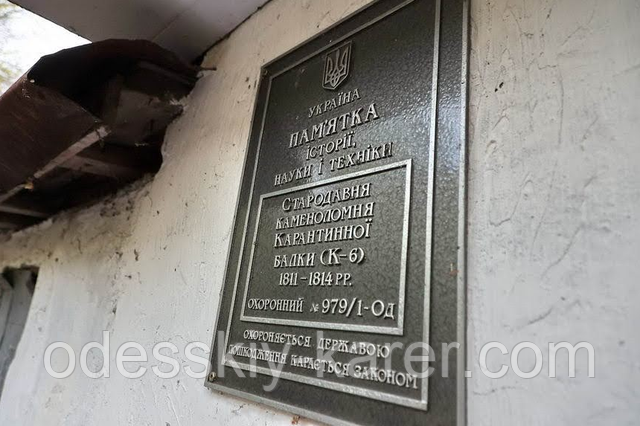 УКРАЇНА
ПАМ'ЯТКА
ІСТОРІЇ,
НАУКИ І ТЕХНІКИ
СТАРОДАВНЯ
КАМЕНОЛОМНЯ
КАРАНТИННОЇ
БАЛКИ (К-6)
1811-1814 РР.
ОХОРОННИЙ № 979/1-Од
ОХОРОНЯЄТЬСЯ ДЕРЖАВОЮ
ПОШКОДЖЕННЯ КАРАЄТЬСЯ ЗАКОНОМ
odesskiy-karer.com